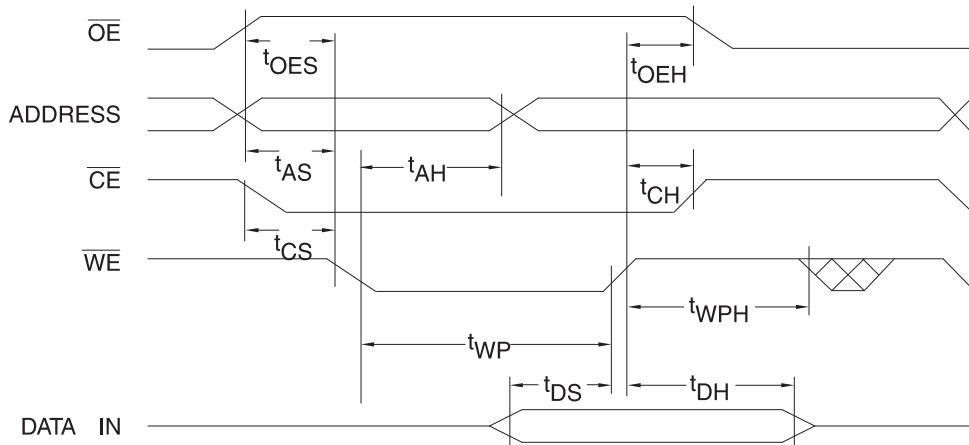 OE
tOES
tOEH
ADDRESS
tAS
tAH
tCH
CE
tCS
WE
tWPH
tWP
tDS
tDH
DATA IN